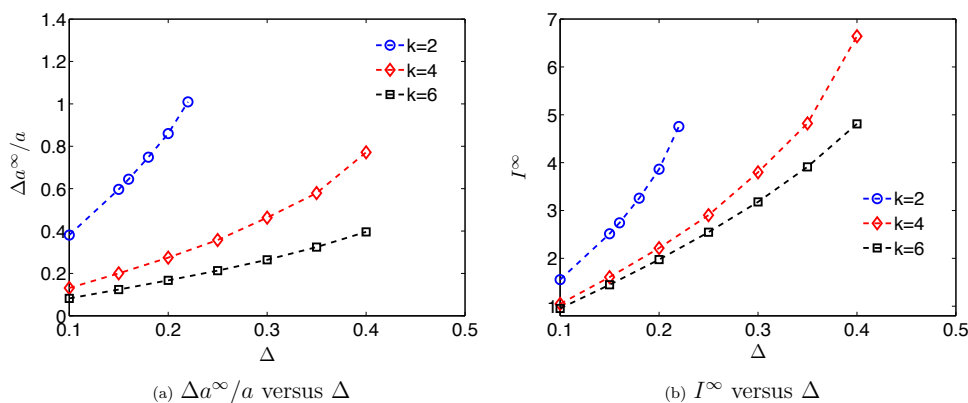 1.4
1.2
1
0.8
0.6
0.4
0.2
0
0.1
0.2
0.3
0.4
0.5
Δa^∞/a
Δ
k=2
k=4
k=6
(a) Δa^∞/a versus Δ
7
6
5
4
3
2
1
0.1
0.2
0.3
0.4
0.5
I^∞
Δ
k=2
k=4
k=6
(b) I^∞ versus Δ